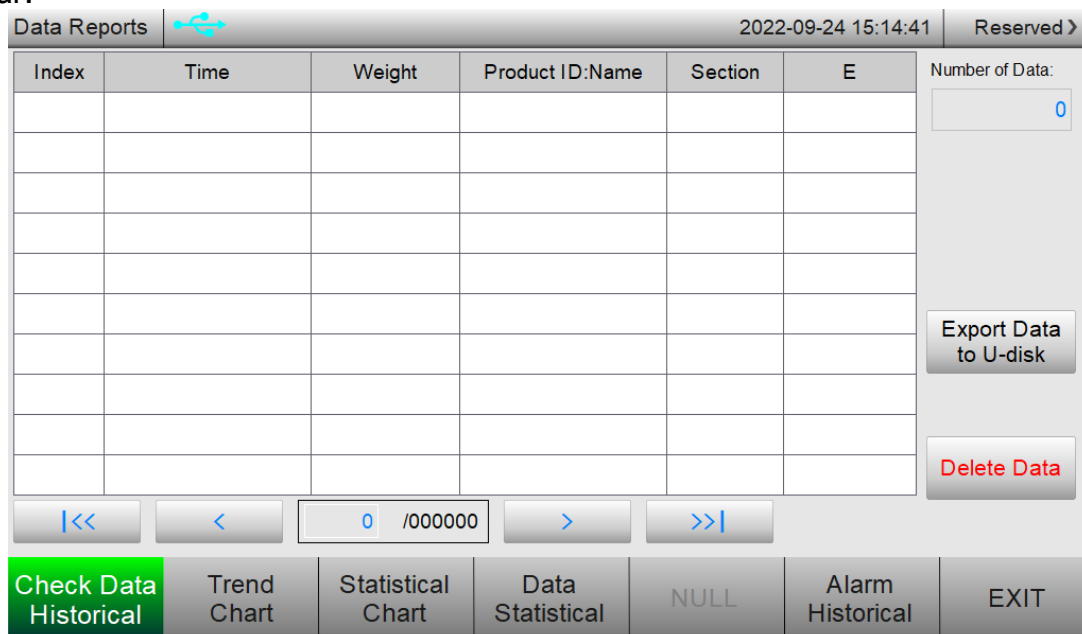 Data Reports 2022-09-24 15:14:41 Reserved >
Index Time Weight Product ID:Name Section E Number of Data:
0
Export Data
to U-disk
Delete Data
|<< < 0 /000000 > >>|
Check Data Trend Statistical Data NULL Alarm EXIT
Historical Chart Chart Statistical Historical